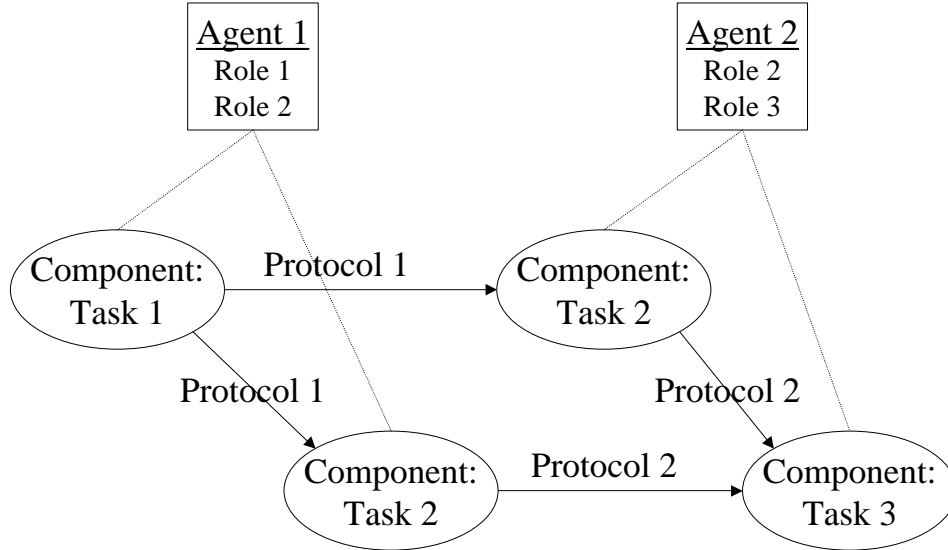 Agent 1
Role 1
Role 2
Agent 2
Role 2
Role 3
Component:
Task 1
Protocol 1
Component:
Task 2
Protocol 1
Protocol 2
Component:
Task 2
Protocol 2
Component:
Task 3